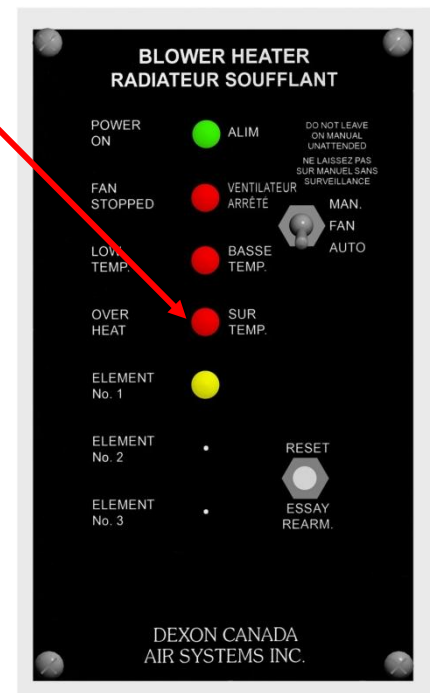 BLOWER HEATER
RADIATEUR SOUFFLANT
POWER
ON
ALIM
DO NOT LEAVE
ON MANUAL
UNATTENDED
NE LAISSEZ PAS
SUR MANUEL SANS
SURVEILLANCE
FAN
STOPPED
VENTILATEUR
ARRÈTÉ
MAN.
FAN
AUTO
LOW
TEMP.
BASSE
TEMP.
OVER
HEAT
SUR
TEMP.
ELEMENT
No. 1
ELEMENT
No. 2
RESET
ELEMENT
No. 3
ESSAY
REARM.
DEXON CANADA
AIR SYSTEMS INC.